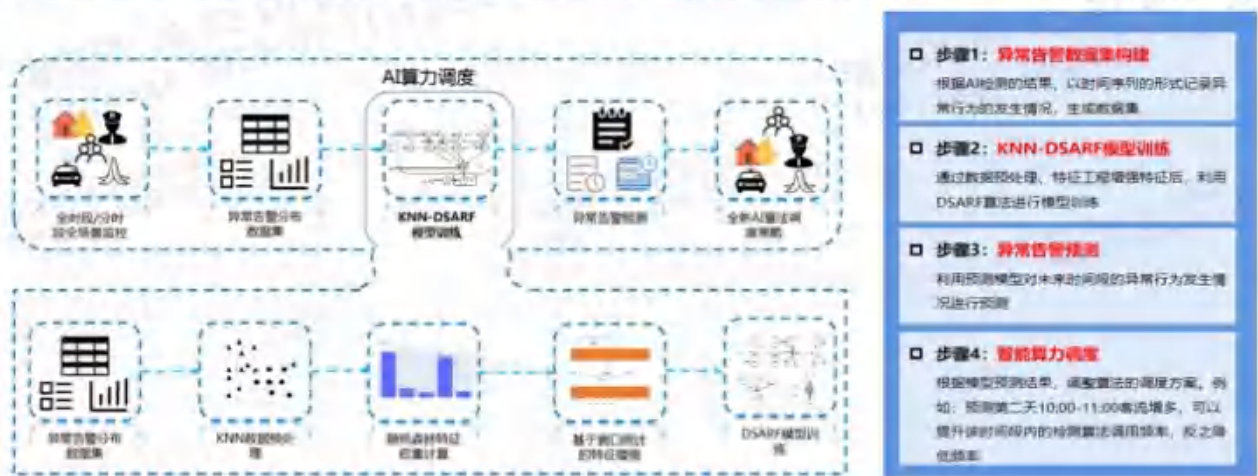 AI算力调度
全时段/分时
段全场景监控
异常告警分布
数据集
KNN-DSARF
模型训练
异常告警预测
全新AI算法调
度策略
异常告警分布
数据集
KNN数据预处
理
随机森林特征
权重计算
基于窗口统计
的特征增强
DSARF模型训
练
步骤1：异常告警数据集构建
根据AI检测的结果，以时间序列的形式记录异
常行为的发生情况，生成数据集
步骤2：KNN-DSARF模型训练
通过数据预处理、特征工程增强特征后，利用
DSARF算法进行模型训练
步骤3：异常告警预测
利用预测模型对未来时间段的异常行为发生情
况进行预测
步骤4：智能算力调度
根据模型预测结果，调整算法的调度方案。例
如：预测第二天10:00-11:00客流增多，可以
提升该时间段内的检测算法调用频率，反之降
低频率